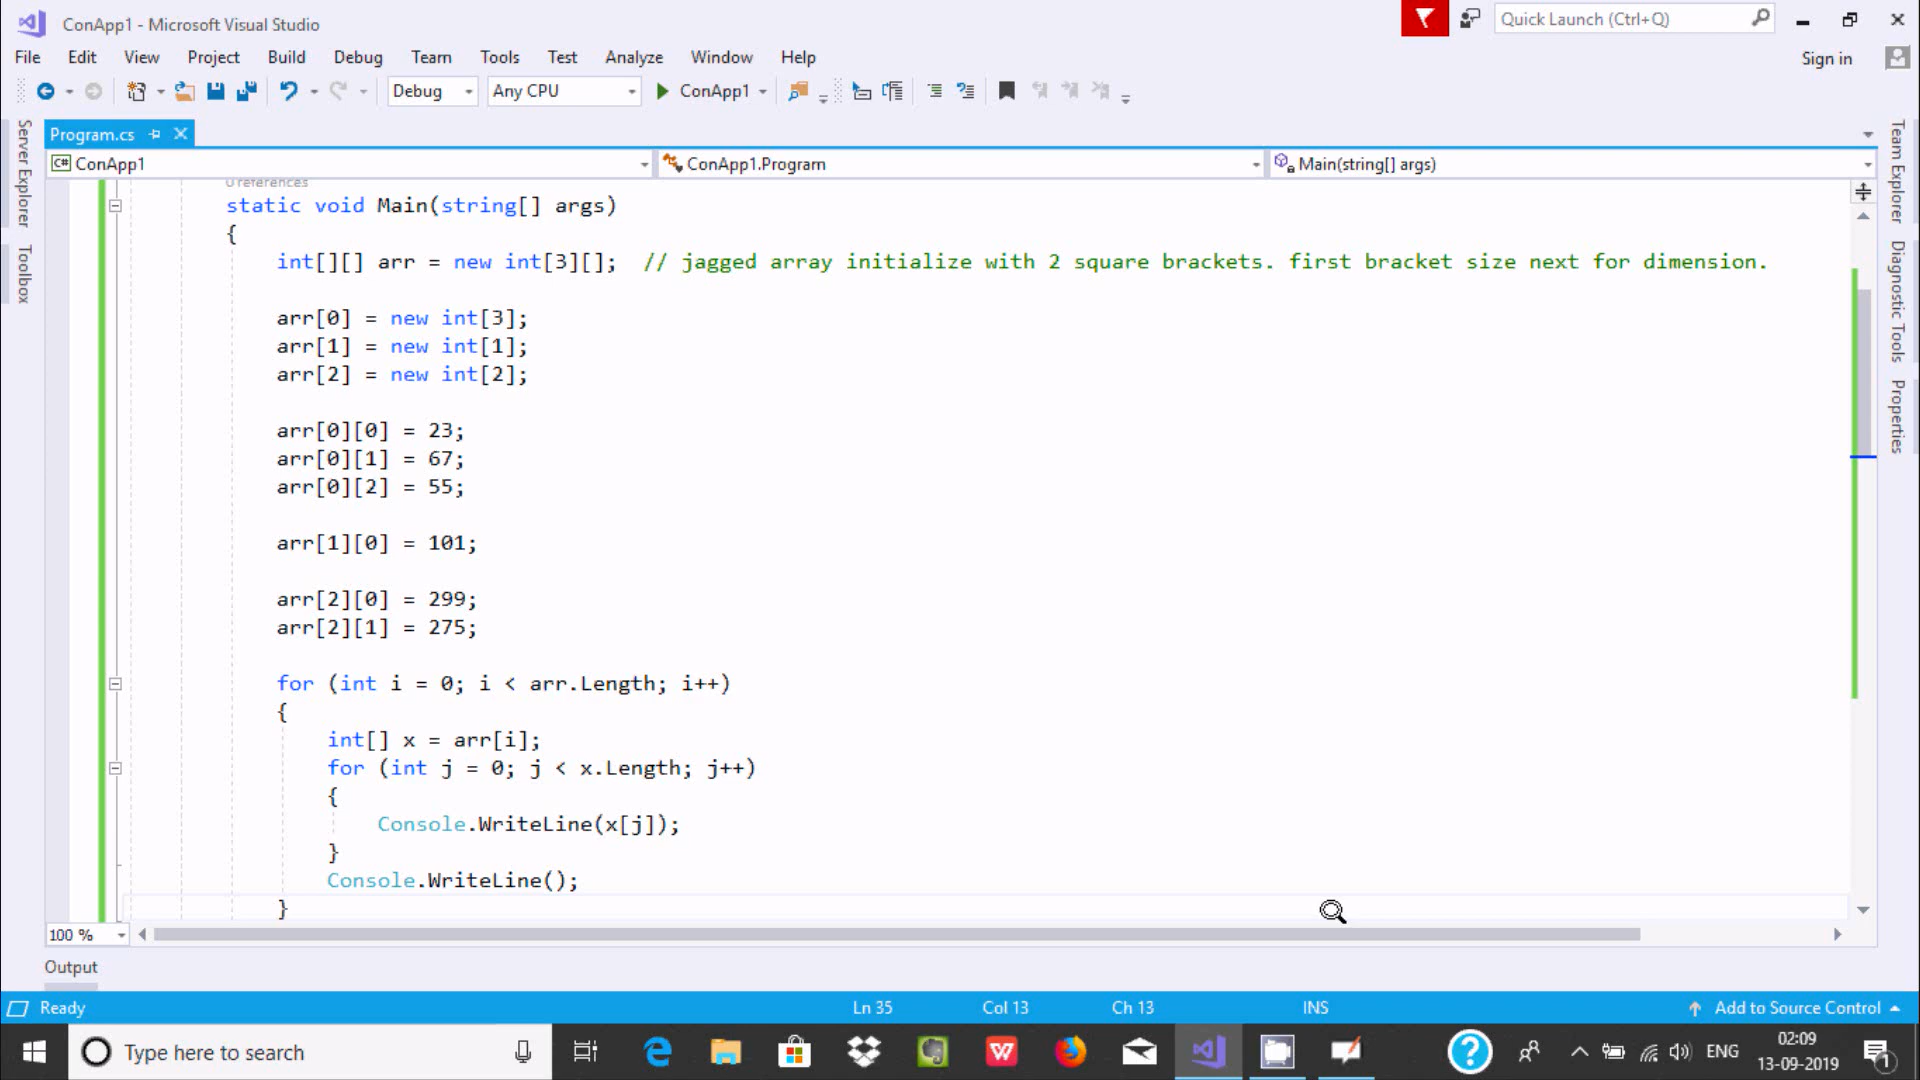 ConApp1 - Microsoft Visual Studio
Quick Launch (Ctrl+Q)
File Edit View Project Build Debug Team Tools Test Analyze Window Help
Sign in
Debug Any CPU ConApp1
Server Explorer
Toolbox
Program.cs
C# ConApp1 ConApp1.Program Main(string[] args)
0 references
static void Main(string[] args)
{
int[][] arr = new int[3][]; // jagged array initialize with 2 square brackets. first bracket size next for dimension.
arr[0] = new int[3];
arr[1] = new int[1];
arr[2] = new int[2];
arr[0][0] = 23;
arr[0][1] = 67;
arr[0][2] = 55;
arr[1][0] = 101;
arr[2][0] = 299;
arr[2][1] = 275;
for (int i = 0; i < arr.Length; i++)
{
int[] x = arr[i];
for (int j = 0; j < x.Length; j++)
{
Console.WriteLine(x[j]);
}
Console.WriteLine();
}
Team Explorer
Diagnostic Tools
Properties
100 %
Output
Ready Ln 35 Col 13 Ch 13 INS Add to Source Control
Type here to search
ENG
02:09
13-09-2019
1